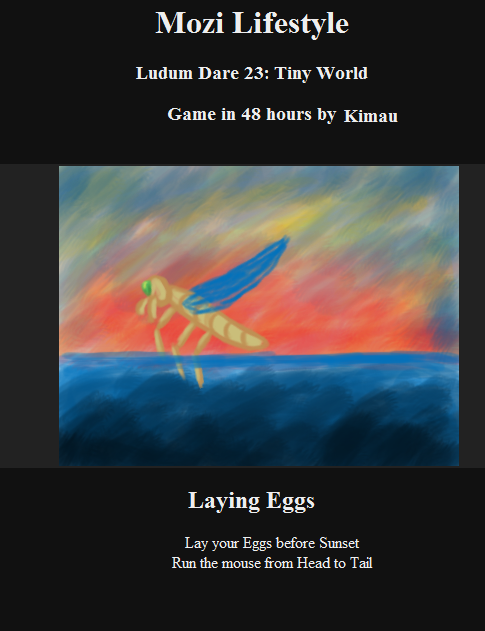 Mozi Lifestyle
Ludum Dare 23: Tiny World
Game in 48 hours by Kimau
Laying Eggs
Lay your Eggs before Sunset
Run the mouse from Head to Tail